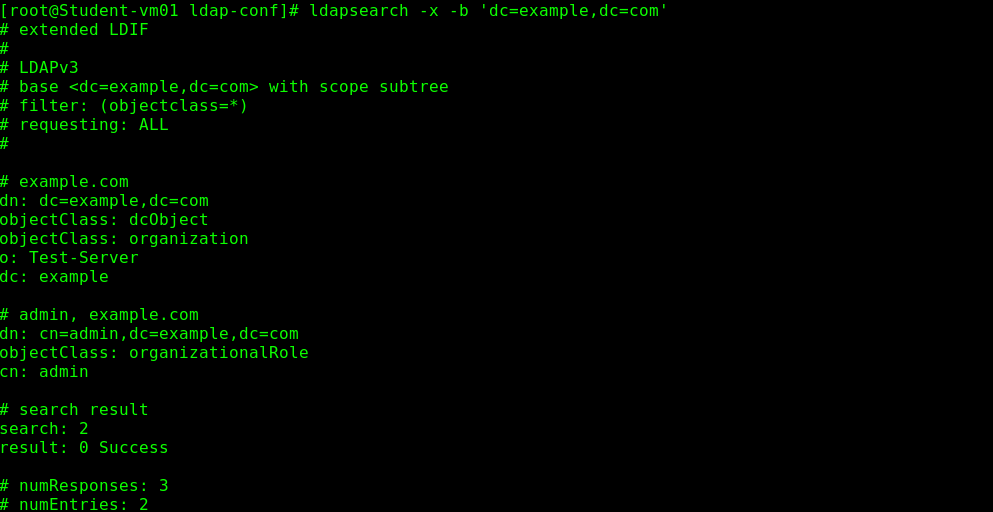 [root@Student-vm01 ldap-conf]# ldapsearch -x -b 'dc=example,dc=com'
# extended LDIF
#
# LDAPv3
# base <dc=example,dc=com> with scope subtree
# filter: (objectclass=*)
# requesting: ALL
#
# example.com
dn: dc=example,dc=com
objectClass: dcObject
objectClass: organization
o: Test-Server
dc: example
# admin, example.com
dn: cn=admin,dc=example,dc=com
objectClass: organizationalRole
cn: admin
# search result
search: 2
result: 0 Success
# numResponses: 3
# numEntries: 2